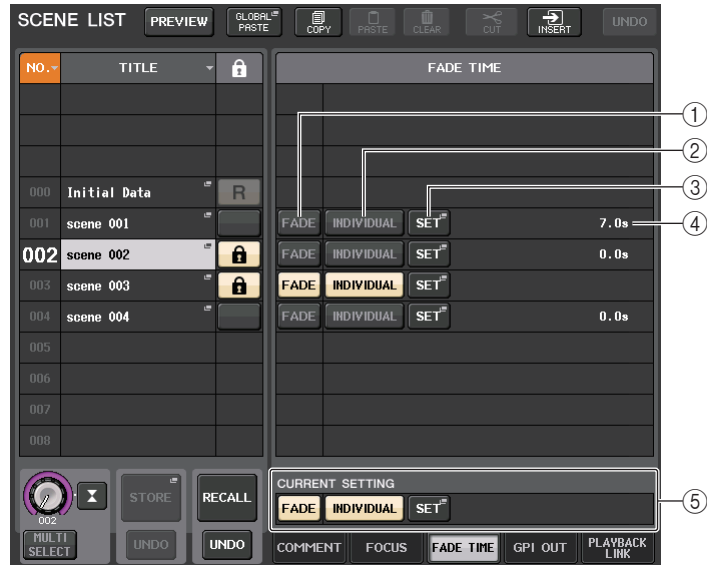 SCENE LIST PREVIEW GLOBAL PASTE COPY PASTE CLEAR CUT INSERT UNDO
NO. TITLE FADE TIME
①
②
③
000 Initial Data R
001 scene 001 FADE INDIVIDUAL SET 7.0s ④
002 scene 002 FADE INDIVIDUAL SET 0.0s
003 scene 003 FADE INDIVIDUAL SET
004 scene 004 FADE INDIVIDUAL SET 0.0s
005
006
007
008
CURRENT SETTING
002 STORE RECALL FADE INDIVIDUAL SET ⑤
MULTI SELECT UNDO UNDO COMMENT FOCUS FADE TIME GPI OUT PLAYBACK LINK